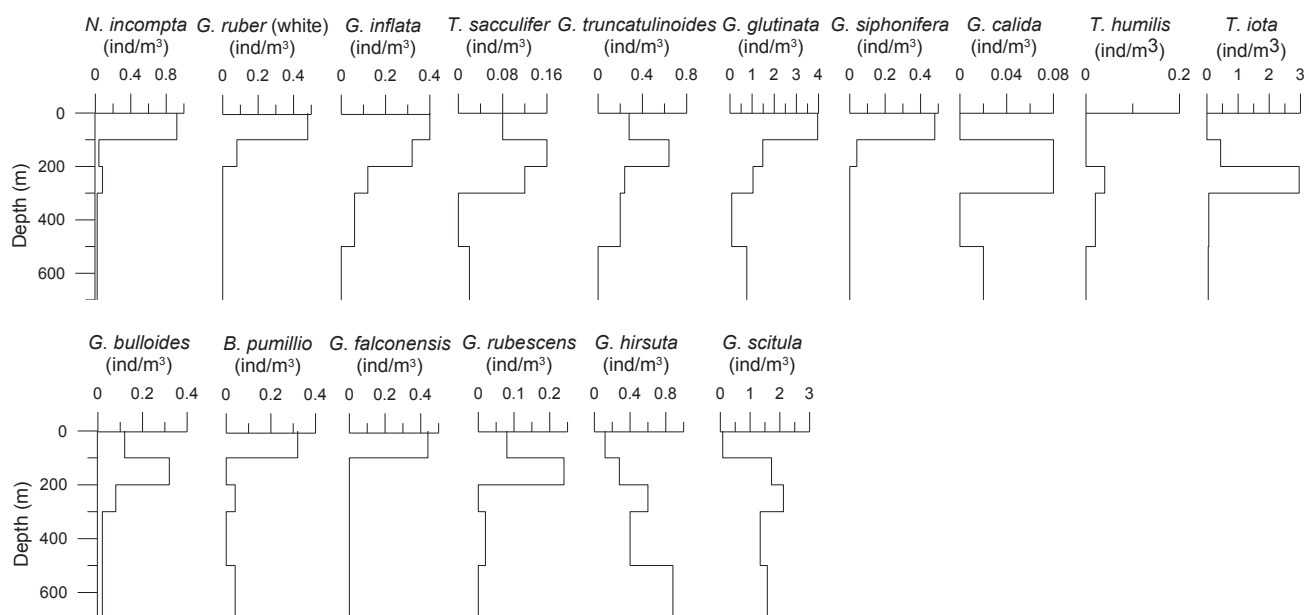 N. incompta G. ruber (white) G. inflata T. sacculifer G. truncatulinoides G. glutinata G. siphonifera G. calida T. humilis T. iota
(ind/m³) (ind/m³) (ind/m³) (ind/m³) (ind/m³) (ind/m³) (ind/m³) (ind/m³) (ind/m³) (ind/m³)
0 0.4 0.8 0 0.2 0.4 0 0.2 0.4 0 0.08 0.16 0 0.4 0.8 0 1 2 3 4 0 0.2 0.4 0 0.04 0.08 0 0.2 0 1 2 3
0
200
400
600
Depth (m)
G. bulloides B. pumillio G. falconensis G. rubescens G. hirsuta G. scitula
(ind/m³) (ind/m³) (ind/m³) (ind/m³) (ind/m³) (ind/m³)
0 0.2 0.4 0 0.2 0.4 0 0.2 0.4 0 0.1 0.2 0 0.4 0.8 0 1 2 3
0
200
400
600
Depth (m)